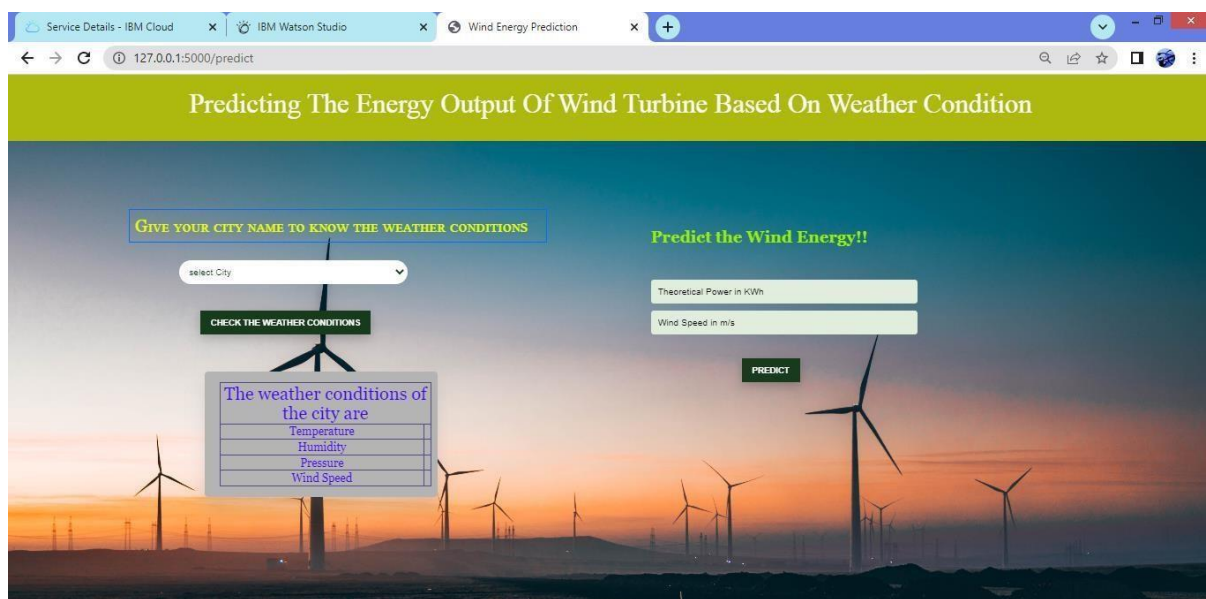 Service Details - IBM Cloud
IBM Watson Studio
Wind Energy Prediction
127.0.0.1:5000/predict
Predicting The Energy Output Of Wind Turbine Based On Weather Condition
Give your city name to know the weather conditions
select City
CHECK THE WEATHER CONDITIONS
The weather conditions of
the city are
Temperature
Humidity
Pressure
Wind Speed
Predict the Wind Energy!!
Theoretical Power in KWh
Wind Speed in m/s
PREDICT